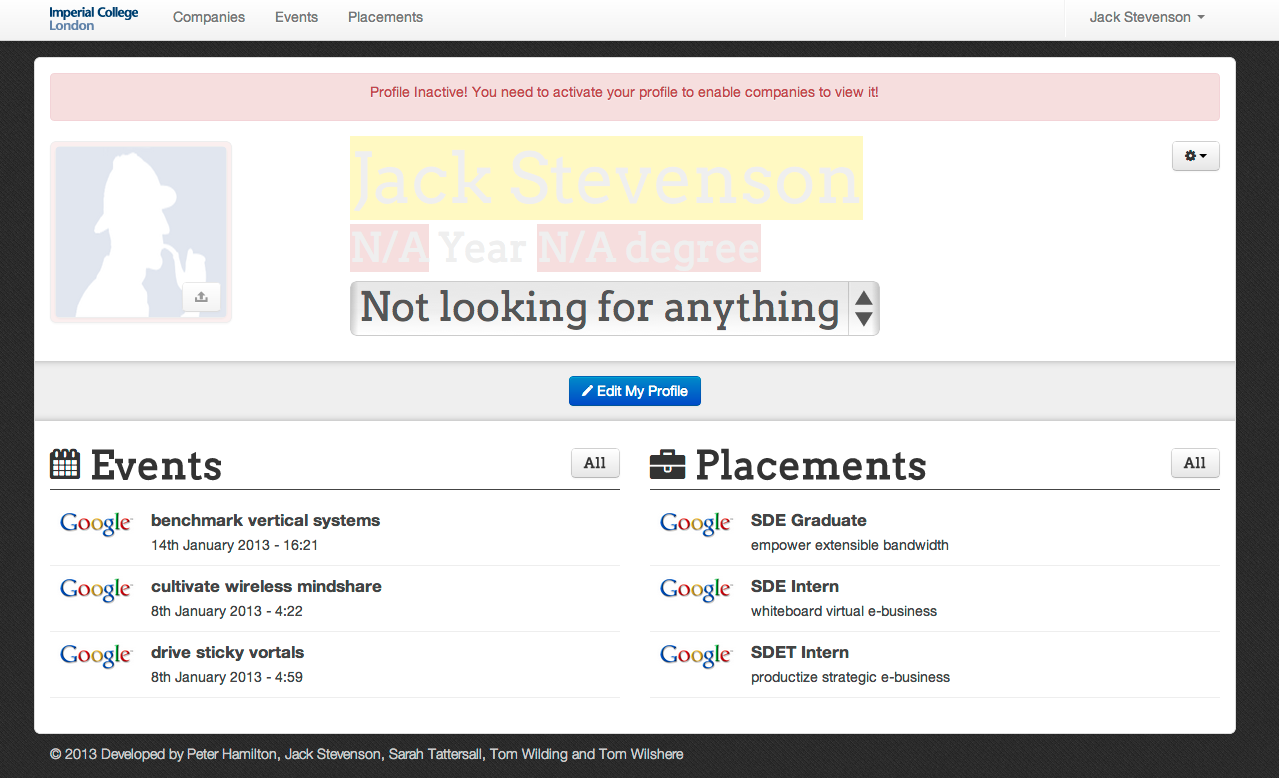 Imperial College
London
Companies
Events
Placements
Jack Stevenson
Profile Inactive! You need to activate your profile to enable companies to view it!
Jack Stevenson
N/A Year N/A degree
Not looking for anything
Edit My Profile
Events
All
Google
benchmark vertical systems
14th January 2013 - 16:21
Google
cultivate wireless mindshare
8th January 2013 - 4:22
Google
drive sticky vortals
8th January 2013 - 4:59
Placements
All
Google
SDE Graduate
empower extensible bandwidth
Google
SDE Intern
whiteboard virtual e-business
Google
SDET Intern
productize strategic e-business
© 2013 Developed by Peter Hamilton, Jack Stevenson, Sarah Tattersall, Tom Wilding and Tom Wilshere